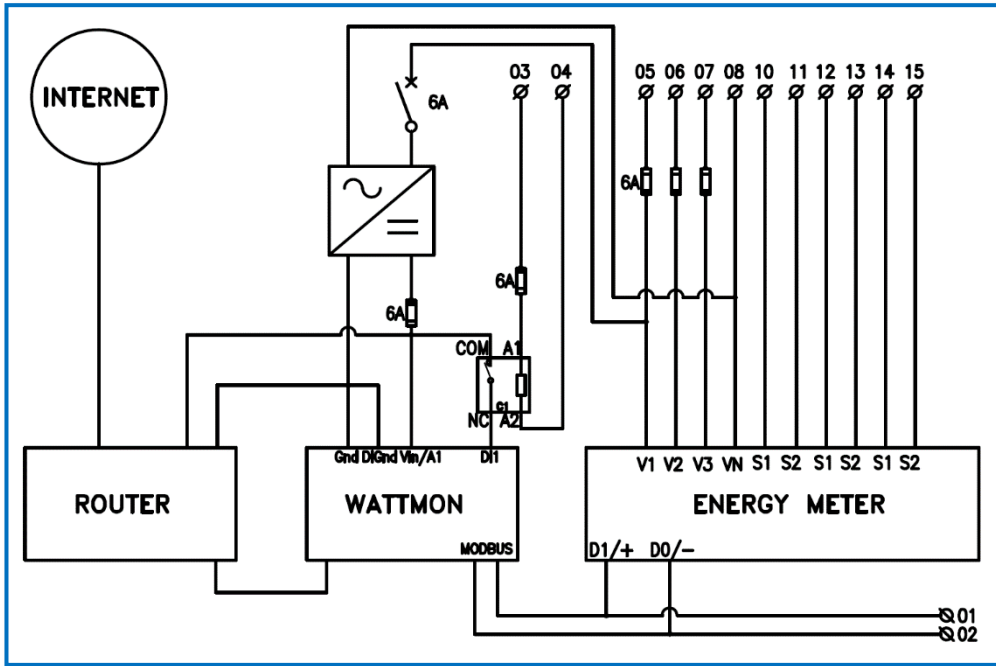 INTERNET
6A
03 04 05 06 07 08 10 11 12 13 14 15
6A
6A
6A
COM A1
C1
NC A2
Gnd DIGnd Vin/A1 DI1
V1 V2 V3 VN S1 S2 S1 S2 S1 S2
ROUTER
WATTMON
ENERGY METER
MODBUS
D1/+ D0/-
01
02